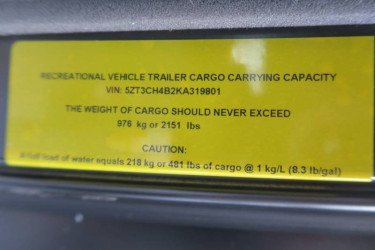 RECREATIONAL VEHICLE TRAILER CARGO CARRYING CAPACITY
VIN: 5ZT3CH4B2KA319801
THE WEIGHT OF CARGO SHOULD NEVER EXCEED
976 kg or 2151 lbs
CAUTION:
A full load of water equals 218 kg or 481 lbs of cargo @ 1 kg/L (8.3 lb/gal)